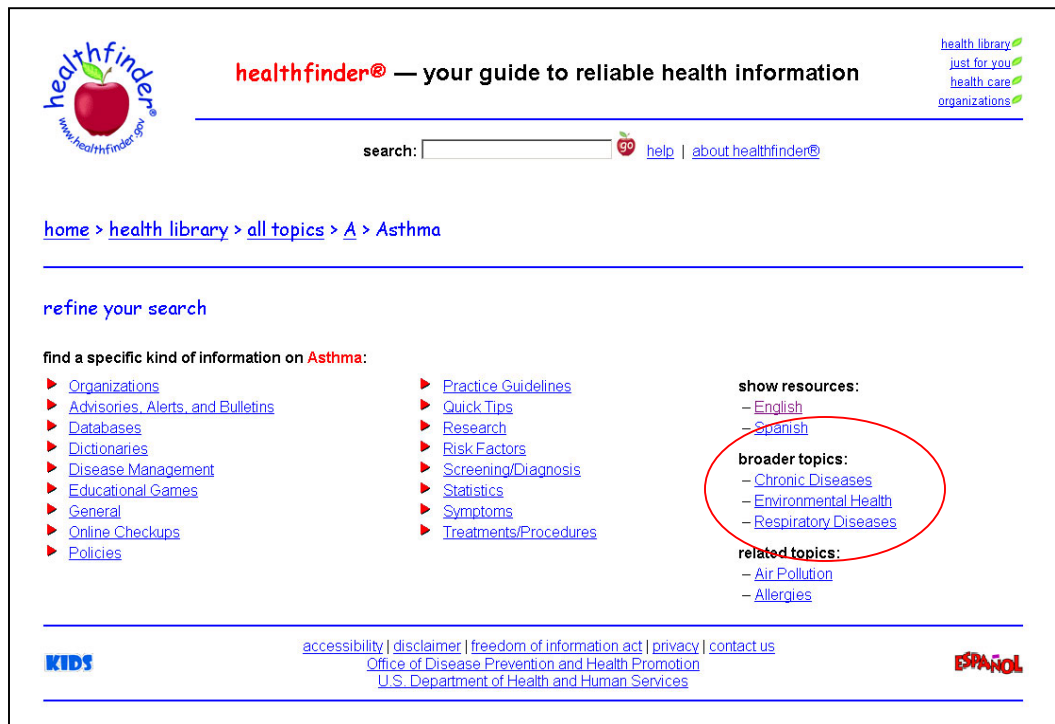 healthfinder®
www.healthfinder.gov
healthfinder® — your guide to reliable health information
health library
just for you
health care
organizations
search: go help | about healthfinder®
home > health library > all topics > A > Asthma
refine your search
find a specific kind of information on Asthma:
Organizations
Advisories, Alerts, and Bulletins
Databases
Dictionaries
Disease Management
Educational Games
General
Online Checkups
Policies
Practice Guidelines
Quick Tips
Research
Risk Factors
Screening/Diagnosis
Statistics
Symptoms
Treatments/Procedures
show resources:
– English
– Spanish
broader topics:
– Chronic Diseases
– Environmental Health
– Respiratory Diseases
related topics:
– Air Pollution
– Allergies
KIDS
accessibility | disclaimer | freedom of information act | privacy | contact us
Office of Disease Prevention and Health Promotion
U.S. Department of Health and Human Services
ESPAÑOL